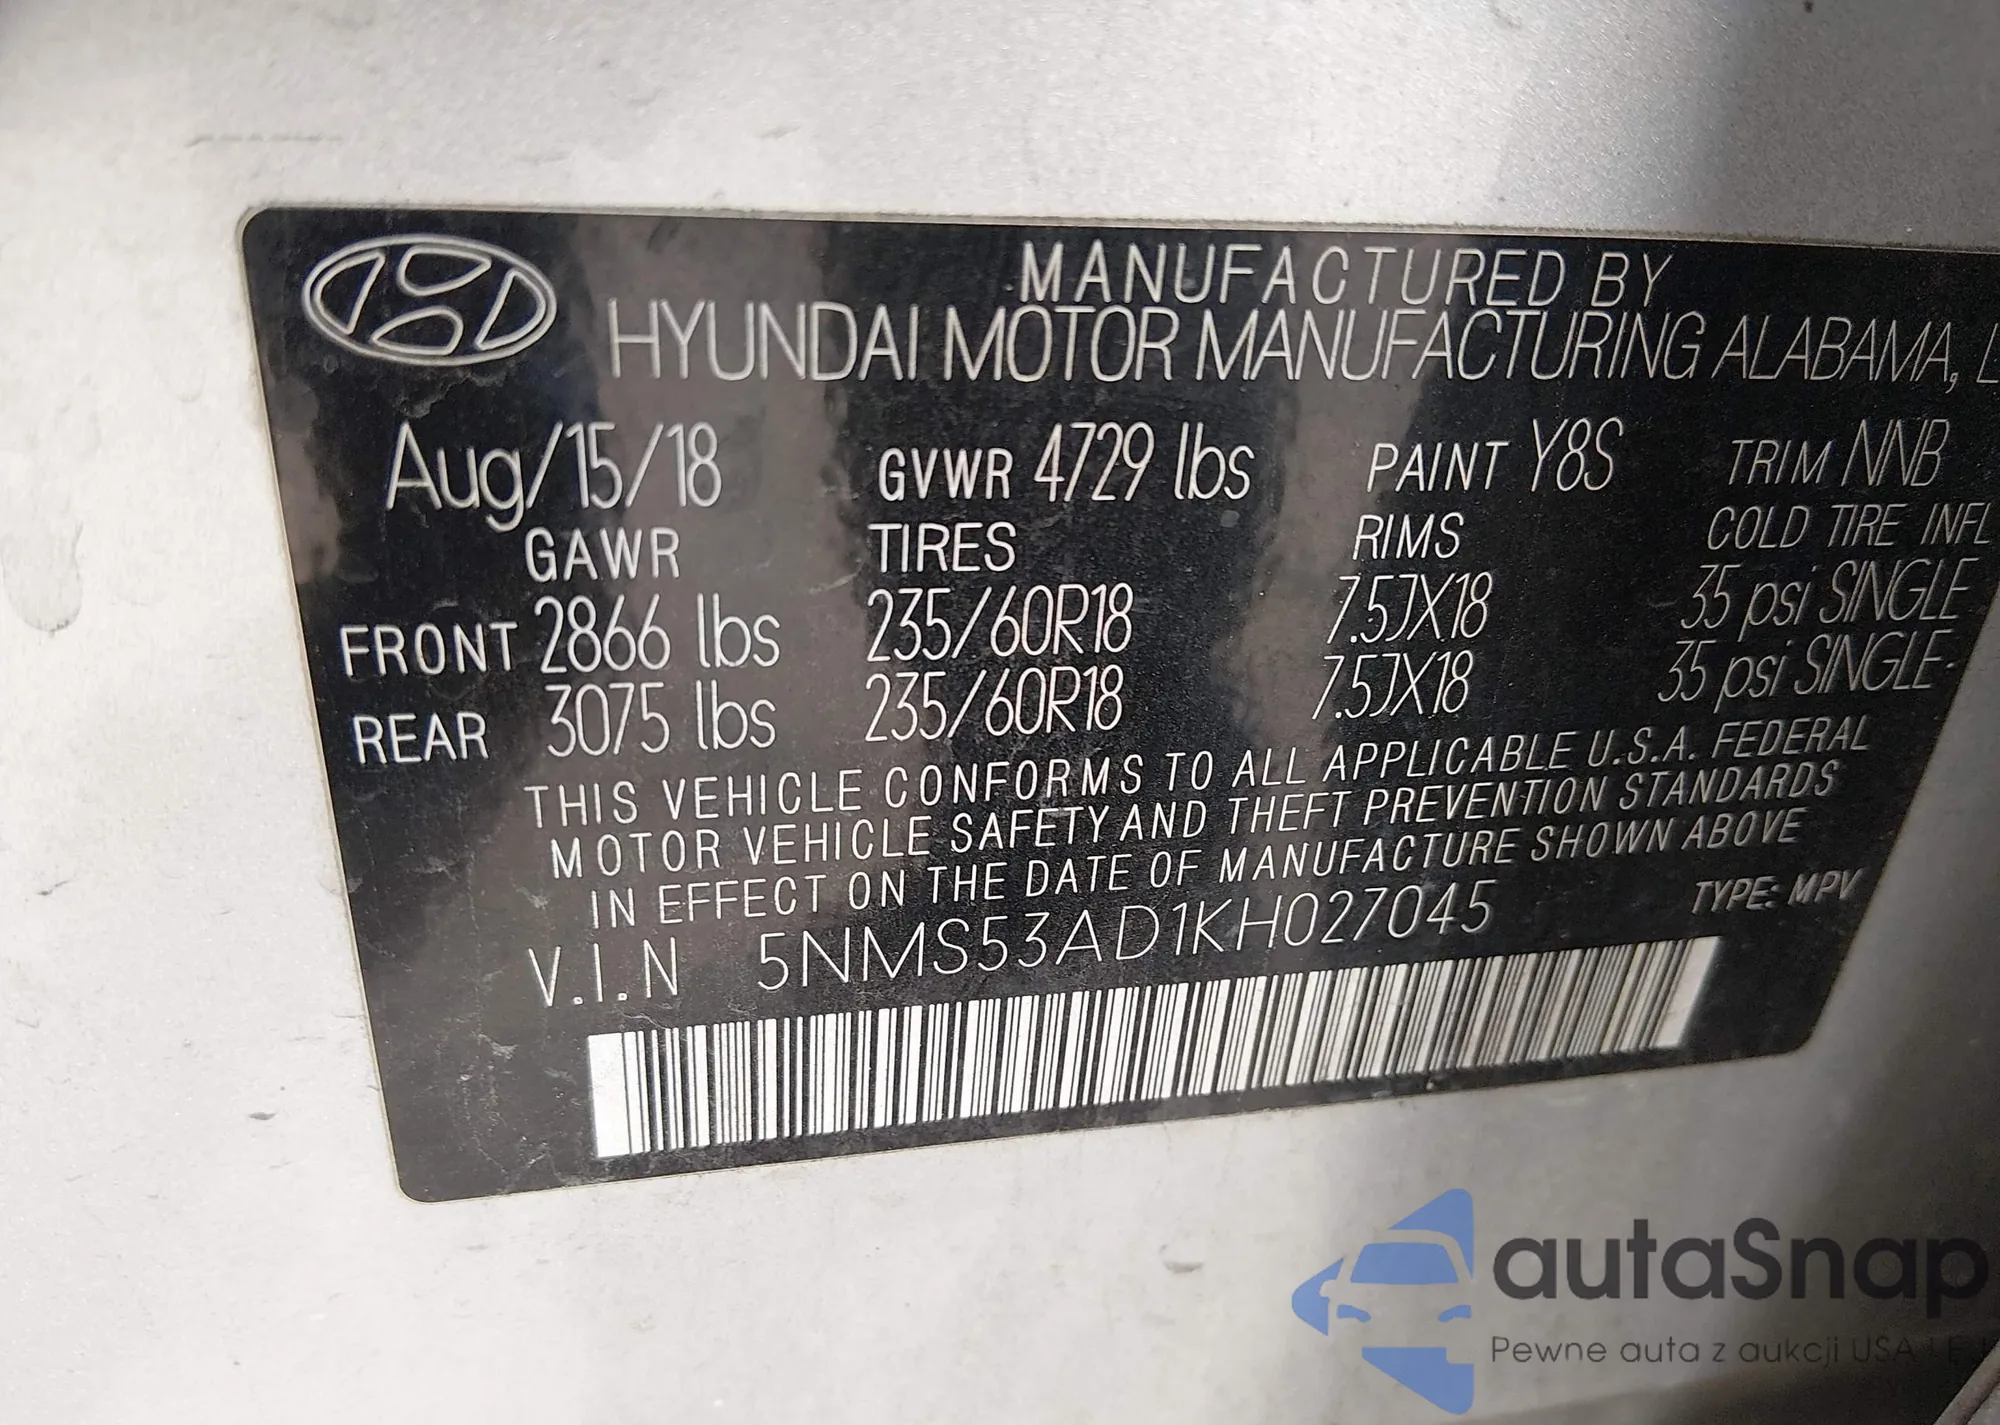 MANUFACTURED BY
HYUNDAI MOTOR MANUFACTURING ALABAMA, L
Aug/15/18 GVWR 4729 lbs PAINT Y8S TRIM NNB
GAWR TIRES RIMS COLD TIRE INFL
FRONT 2866 lbs 235/60R18 7.5JX18 35 psi SINGLE
REAR 3075 lbs 235/60R18 7.5JX18 35 psi SINGLE
THIS VEHICLE CONFORMS TO ALL APPLICABLE U.S.A. FEDERAL
MOTOR VEHICLE SAFETY AND THEFT PREVENTION STANDARDS
IN EFFECT ON THE DATE OF MANUFACTURE SHOWN ABOVE
V.I.N 5NMS53AD1KH027045 TYPE: MPV
autaSnap
Pewne auta z aukcji USA